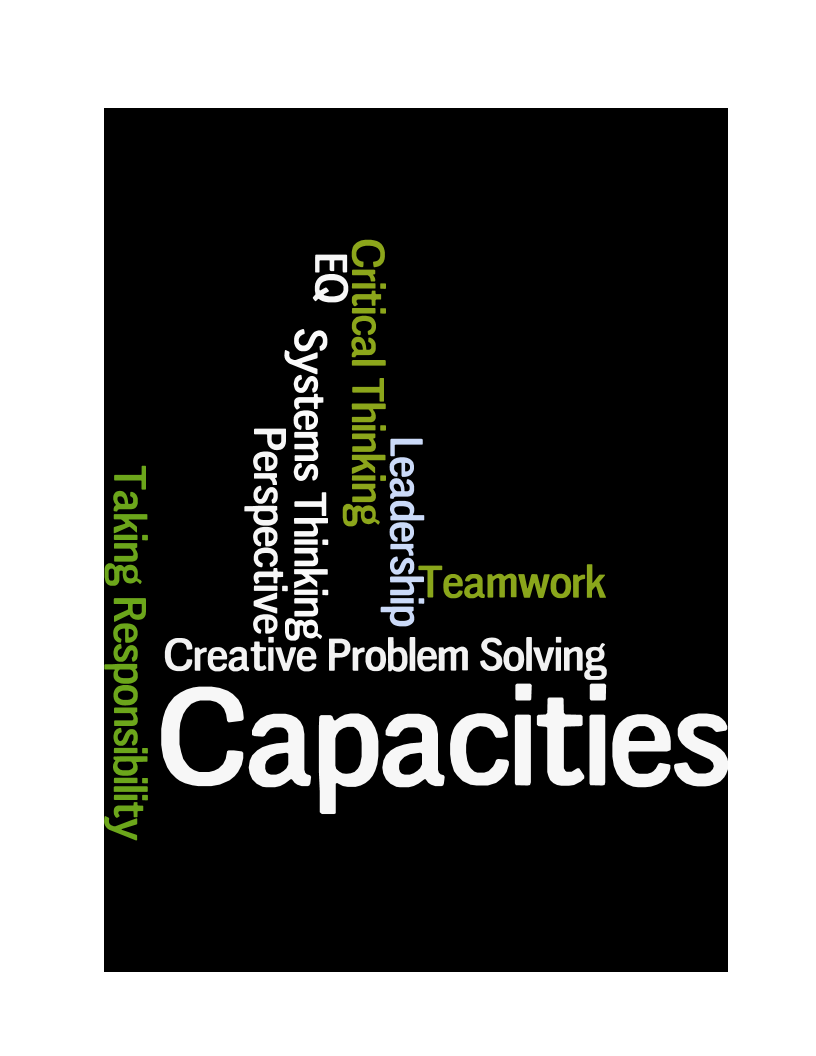 Critical Thinking
EQ
Systems Thinking
Perspective
Leadership
Taking Responsibility
Teamwork
Creative Problem Solving
Capacities